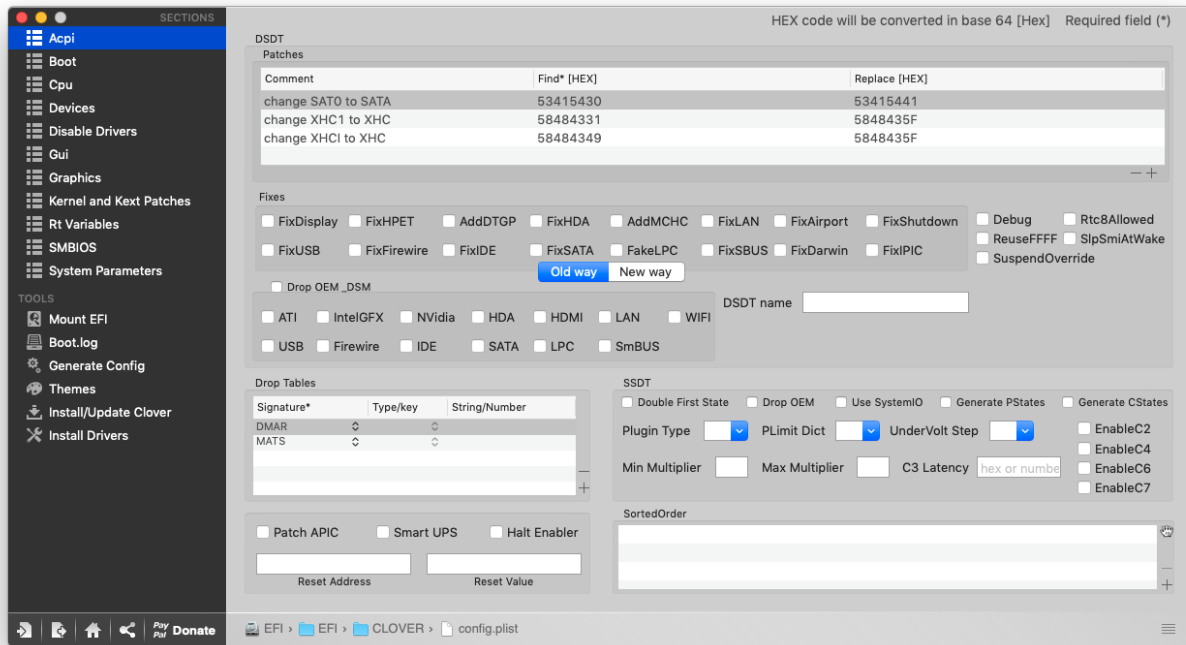 SECTIONS
HEX code will be converted in base 64 [Hex] Required field (*)
Acpi
Boot
Cpu
Devices
Disable Drivers
Gui
Graphics
Kernel and Kext Patches
Rt Variables
SMBIOS
System Parameters
TOOLS
Mount EFI
Boot.log
Generate Config
Themes
Install/Update Clover
Install Drivers
Pay Pal Donate
DSDT
Patches
Comment Find* [HEX] Replace [HEX]
change SAT0 to SATA 53415430 53415441
change XHC1 to XHC 58484331 5848435F
change XHCI to XHC 58484349 5848435F
Fixes
FixDisplay FixHPET AddDTGP FixHDA AddMCHC FixLAN FixAirport FixShutdown
FixUSB FixFirewire FixIDE FixSATA FakeLPC FixSBUS FixDarwin FixIPIC
Old way New way
Debug Rtc8Allowed
ReuseFFFF SlpSmiAtWake
SuspendOverride
Drop OEM _DSM
ATI IntelGFX NVidia HDA HDMI LAN WIFI
USB Firewire IDE SATA LPC SmBUS
DSDT name
Drop Tables
Signature* Type/key String/Number
DMAR
MATS
SSDT
Double First State Drop OEM Use SystemIO Generate PStates Generate CStates
Plugin Type PLimit Dict UnderVolt Step EnableC2
EnableC4
Min Multiplier Max Multiplier C3 Latency hex or numbe EnableC6
EnableC7
Patch APIC Smart UPS Halt Enabler
Reset Address Reset Value
SortedOrder
EFI › EFI › CLOVER › config.plist